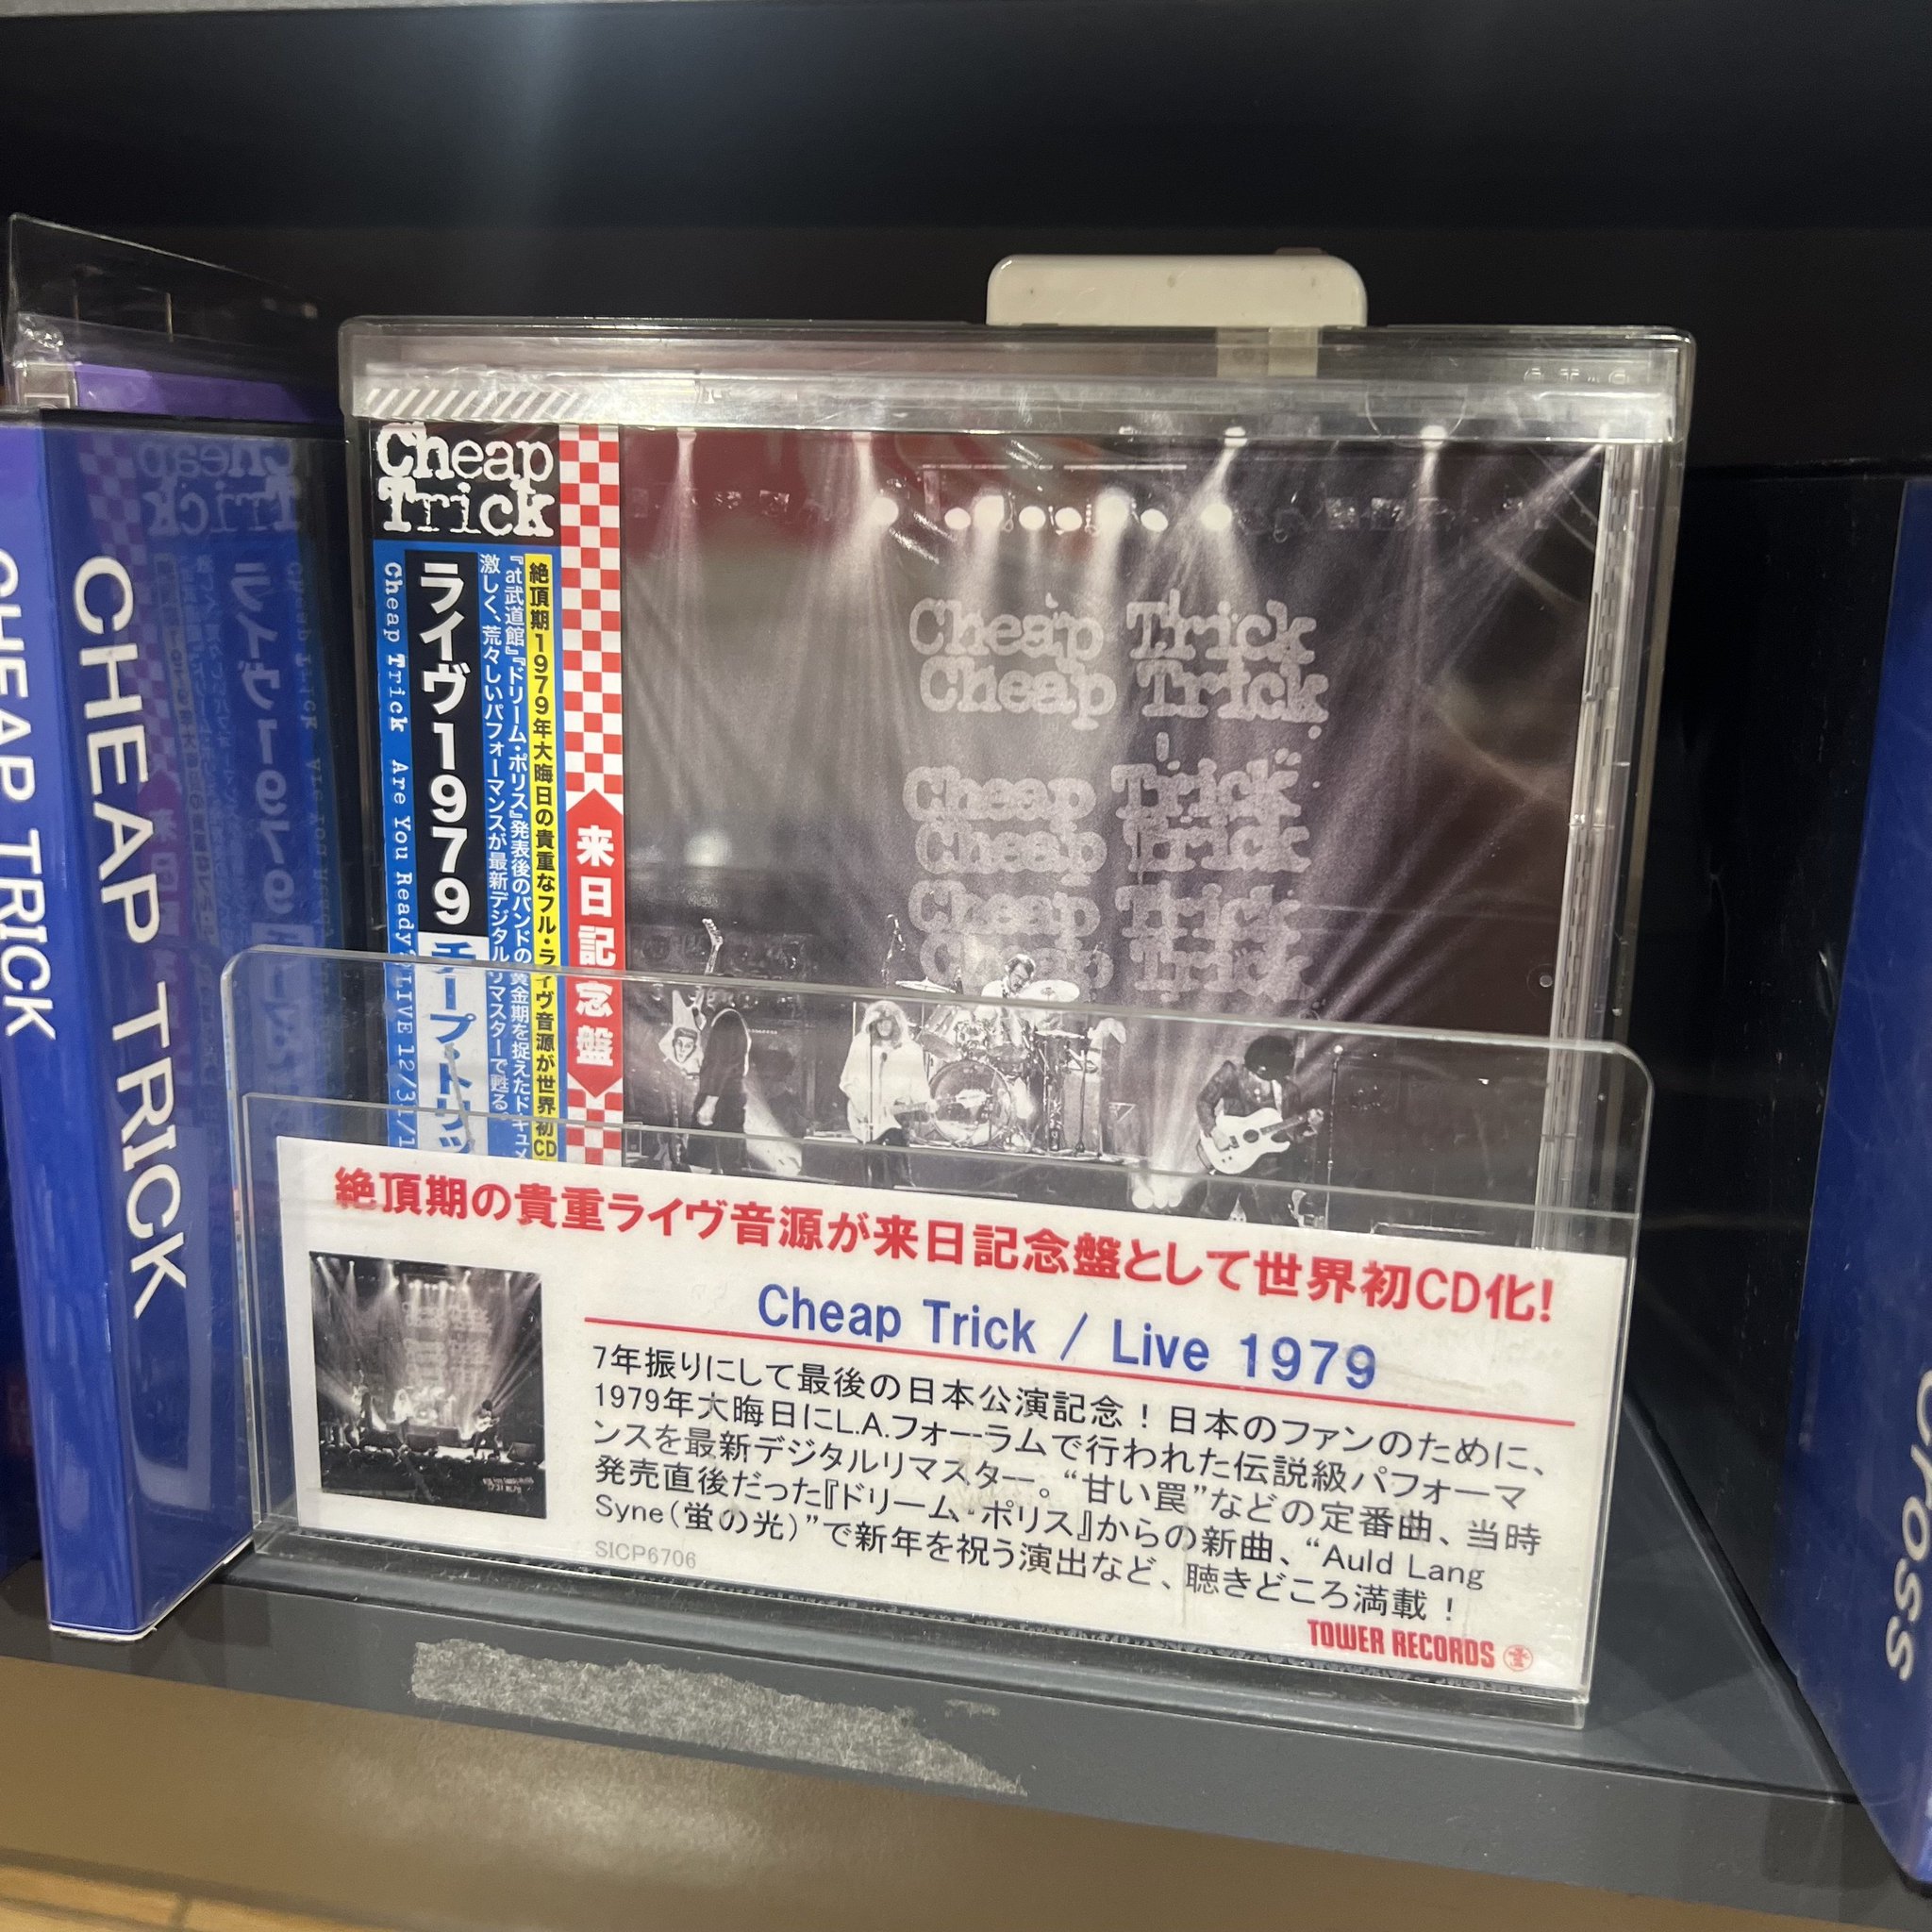 CHEAP TRICK
CHEAP TRICK
Cheap
Trick
来日記念盤
絶頂期1979年大晦日の貴重なフル・ライヴ音源が世界初CD
『at武道館』『ドリーム・ポリス』発表後のバンドの黄金期を捉えたドキュメ
激しく、荒々しいパフォーマンスが最新デジタルリマスターで甦る
ライヴ1979 チープ・トリッ
Cheap Trick Are You Ready? LIVE 12/31/1
Cheap Trick
Cheap Trick
Cheap Trick
Cheap Trick
Cheap Trick
Cheap Trick
絶頂期の貴重ライヴ音源が来日記念盤として世界初CD化!
Cheap Trick / Live 1979
7年振りにして最後の日本公演記念！日本のファンのために、
1979年大晦日にL.A.フォーラムで行われた伝説級パフォーマ
ンスを最新デジタルリマスター。“甘い罠”などの定番曲、当時
発売直後だった『ドリーム・ポリス』からの新曲、“Auld Lang
Syne(蛍の光)”で新年を祝う演出など、聴きどころ満載！
SICP6706
TOWER RECORDS